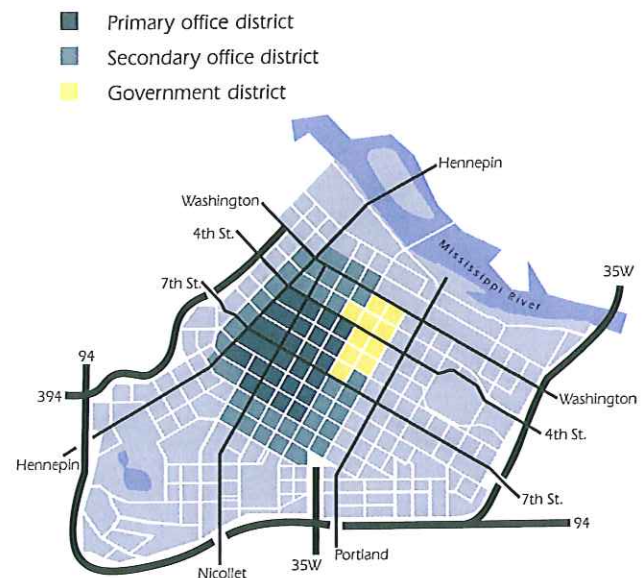 Primary office district
Secondary office district
Government district
Hennepin
Washington
4th St.
Mississippi River
7th St.
35W
94
394
Washington
Hennepin
4th St.
7th St.
94
Portland
35W
Nicollet